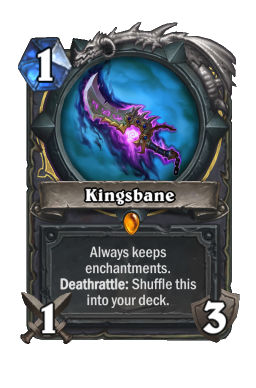 1
Kingsbane
Always keeps
enchantments.
Deathrattle: Shuffle this
into your deck.
1 3